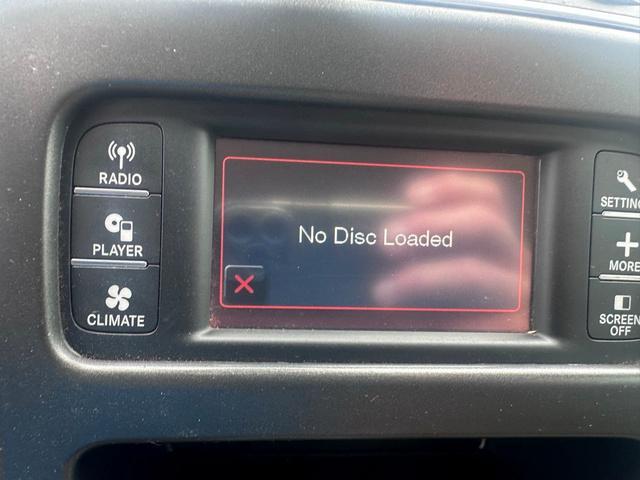 RADIO
PLAYER
CLIMATE
No Disc Loaded
SETTING
MORE
SCREEN
OFF